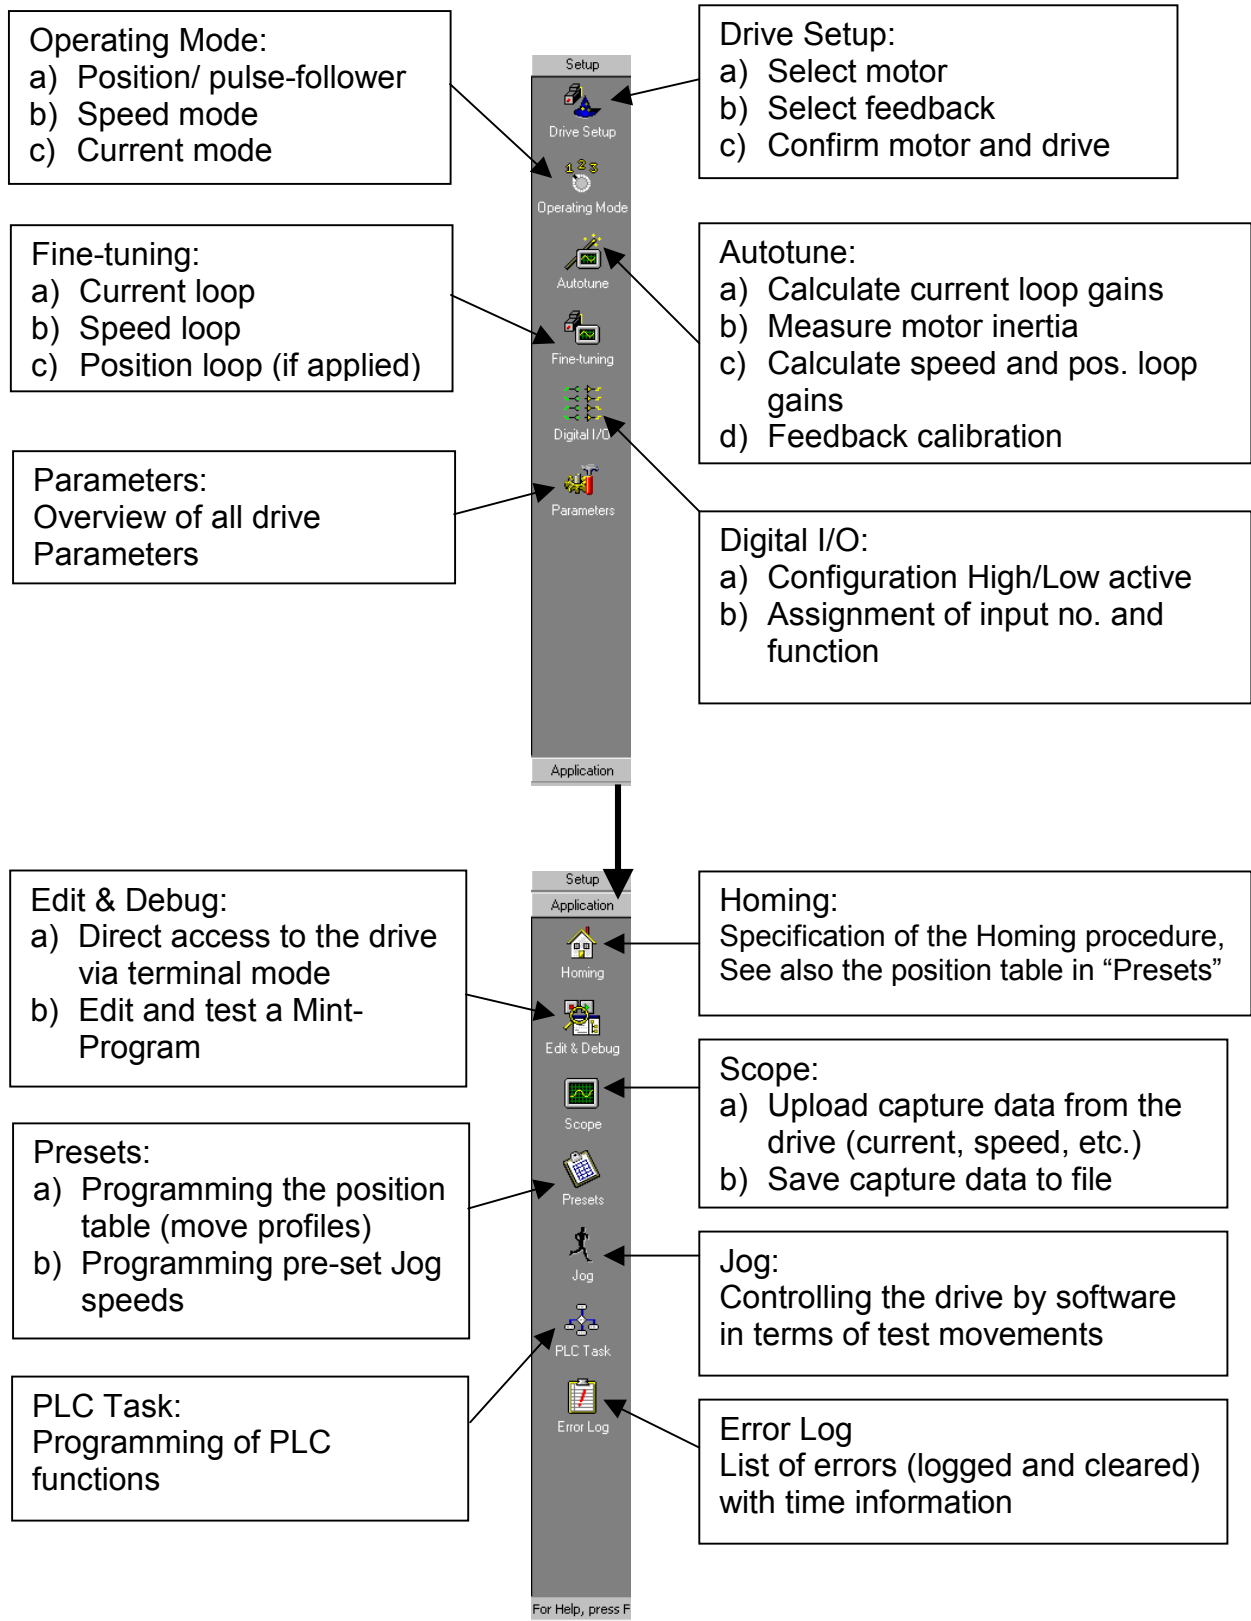 Operating Mode:
a) Position/ pulse-follower
b) Speed mode
c) Current mode
Drive Setup:
a) Select motor
b) Select feedback
c) Confirm motor and drive
Setup
Drive Setup
Operating Mode
Autotune
Fine-tuning
Digital I/O
Parameters
Application
Fine-tuning:
a) Current loop
b) Speed loop
c) Position loop (if applied)
Autotune:
a) Calculate current loop gains
b) Measure motor inertia
c) Calculate speed and pos. loop
gains
d) Feedback calibration
Parameters:
Overview of all drive
Parameters
Digital I/O:
a) Configuration High/Low active
b) Assignment of input no. and
function
Setup
Application
Homing
Edit & Debug
Scope
Presets
Jog
PLC Task
Error Log
For Help, press F
Edit & Debug:
a) Direct access to the drive
via terminal mode
b) Edit and test a Mint-
Program
Homing:
Specification of the Homing procedure,
See also the position table in “Presets”
Scope:
a) Upload capture data from the
drive (current, speed, etc.)
b) Save capture data to file
Presets:
a) Programming the position
table (move profiles)
b) Programming pre-set Jog
speeds
Jog:
Controlling the drive by software
in terms of test movements
PLC Task:
Programming of PLC
functions
Error Log
List of errors (logged and cleared)
with time information